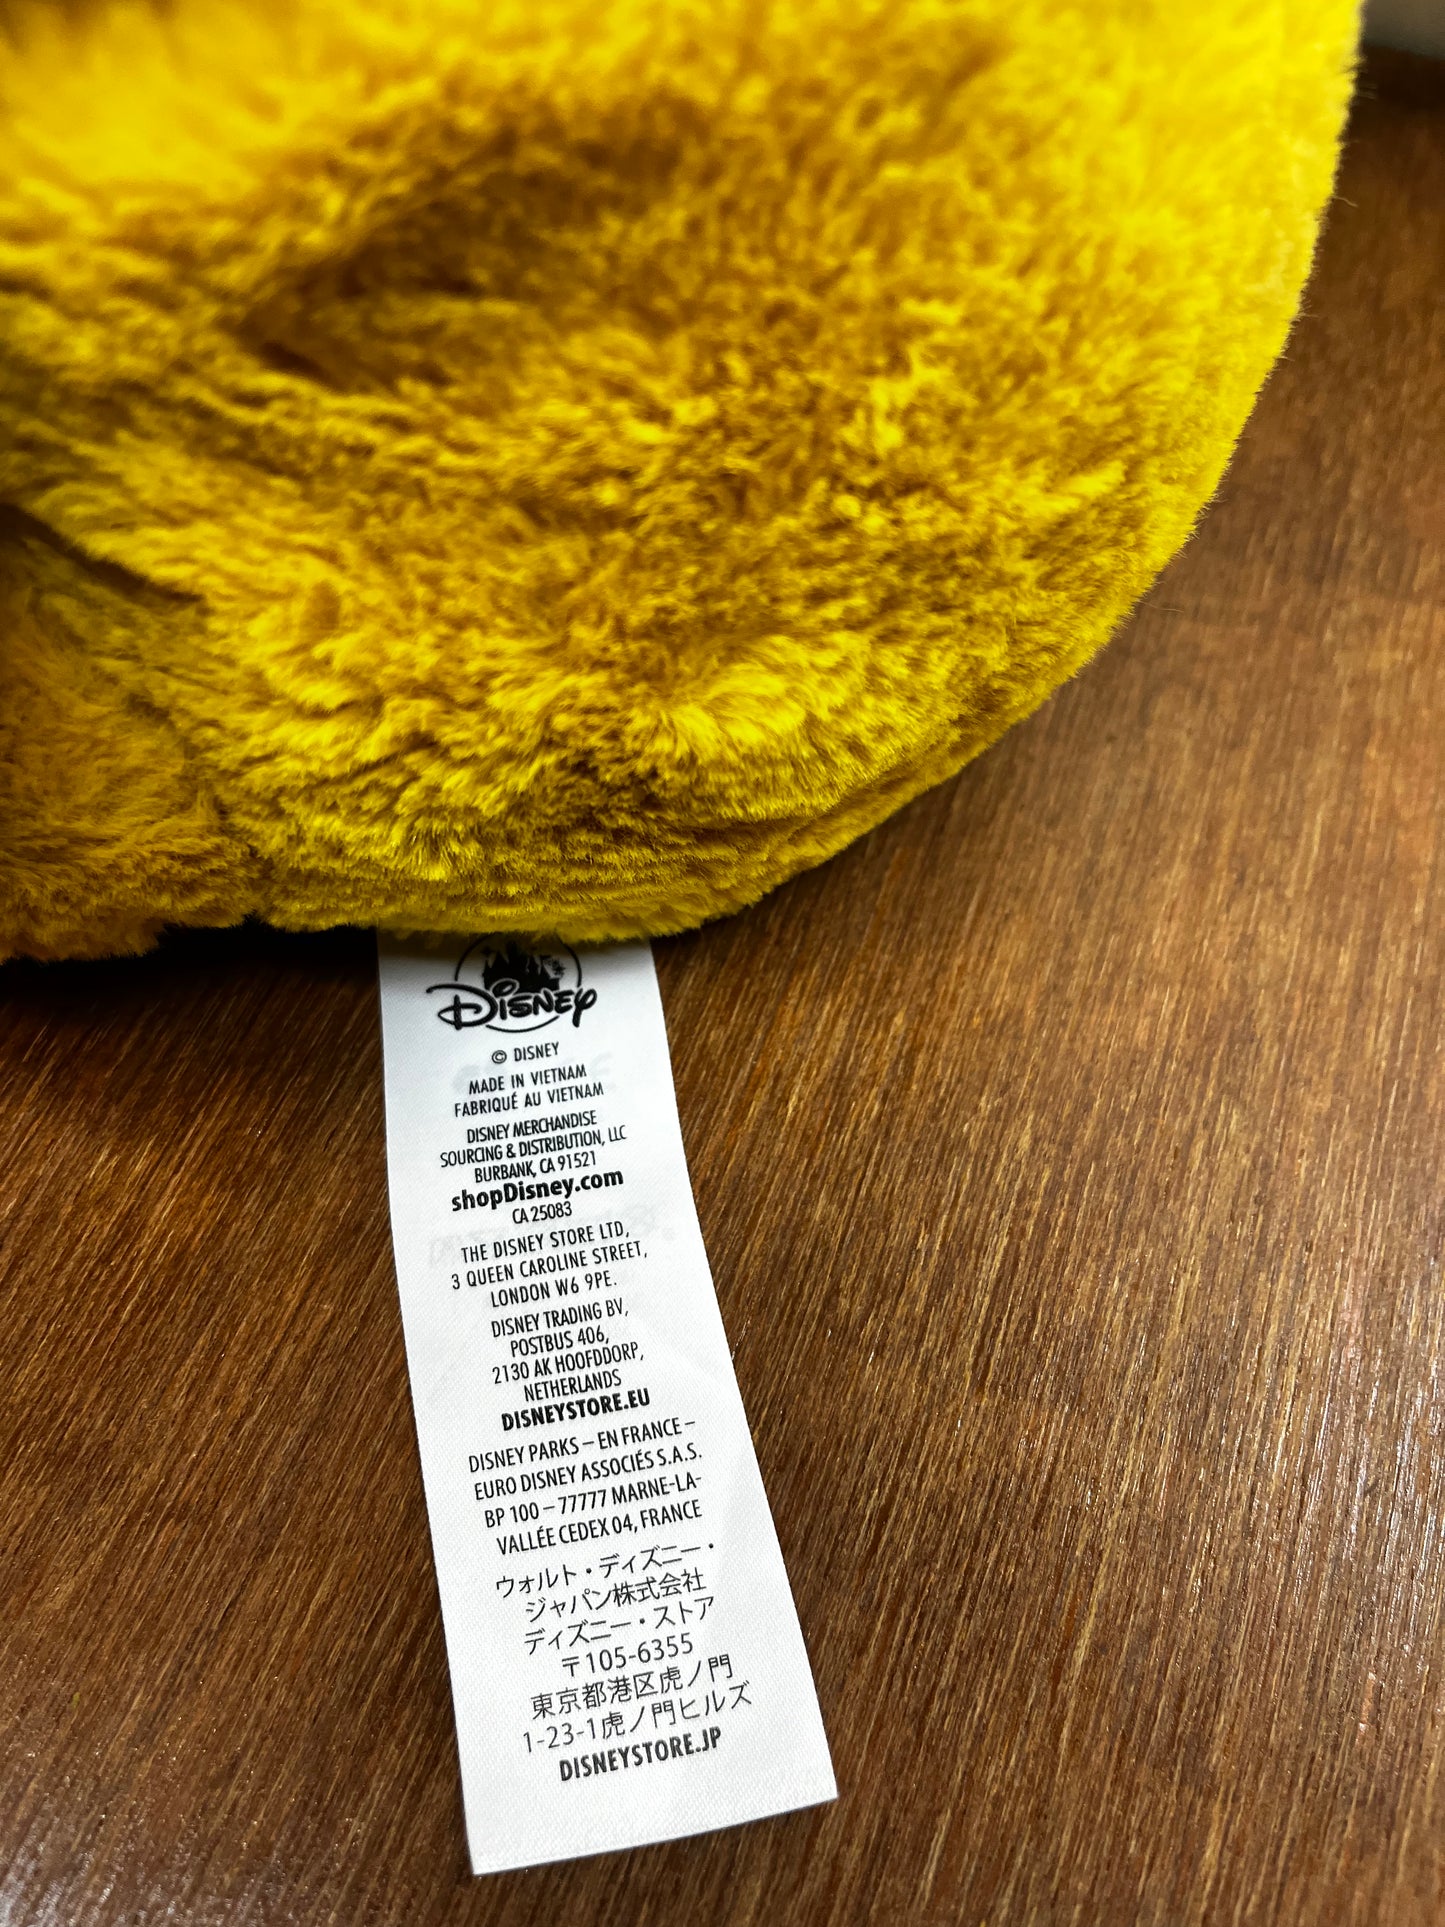 Disney
© DISNEY
MADE IN VIETNAM
FABRIQUÉ AU VIETNAM
DISNEY MERCHANDISE
SOURCING & DISTRIBUTION, LLC
BURBANK, CA 91521
shopDisney.com
CA 25083
THE DISNEY STORE LTD,
3 QUEEN CAROLINE STREET,
LONDON W6 9PE.
DISNEY TRADING BV,
POSTBUS 406,
2130 AK HOOFDDORP,
NETHERLANDS
DISNEYSTORE.EU
DISNEY PARKS – EN FRANCE –
EURO DISNEY ASSOCIÉS S.A.S.
BP 100 – 77777 MARNE-LA-
VALLÉE CEDEX 04, FRANCE
ウォルト・ディズニー・
ジャパン株式会社
ディズニー・ストア
〒105-6355
東京都港区虎ノ門
1-23-1虎ノ門ヒルズ
DISNEYSTORE.JP